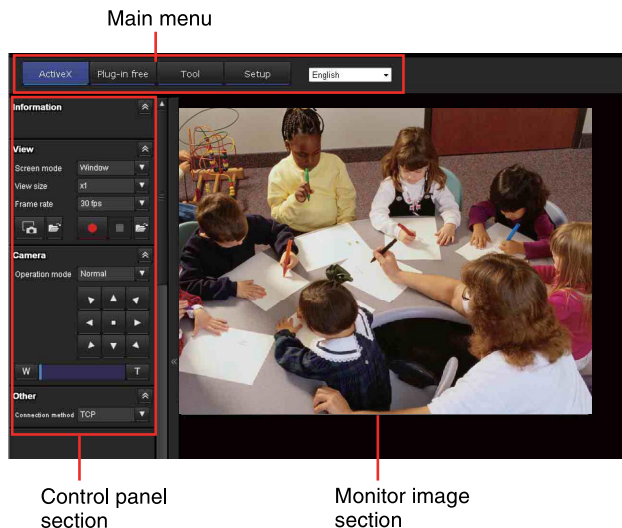 Main menu
ActiveX Plug-in free Tool Setup English
Information
View
Screen mode Window
View size x1
Frame rate 30 fps
Camera
Operation mode Normal
W T
Other
Connection method TCP
Control panel
section
Monitor image
section